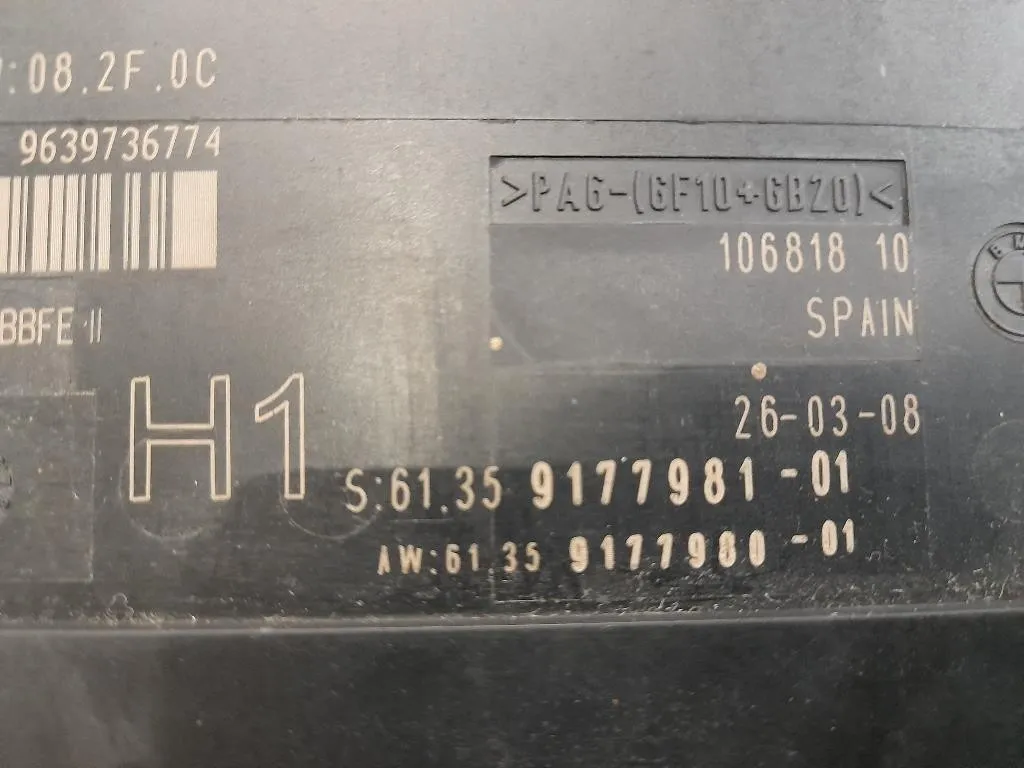 :08.2F.0C
9639736774
>PA6-(GF10+GB20)<
106818 10
SPAIN
BBFE II
H1
26-03-08
S:61.35 9177981-01
AW:61.35 9177980-01